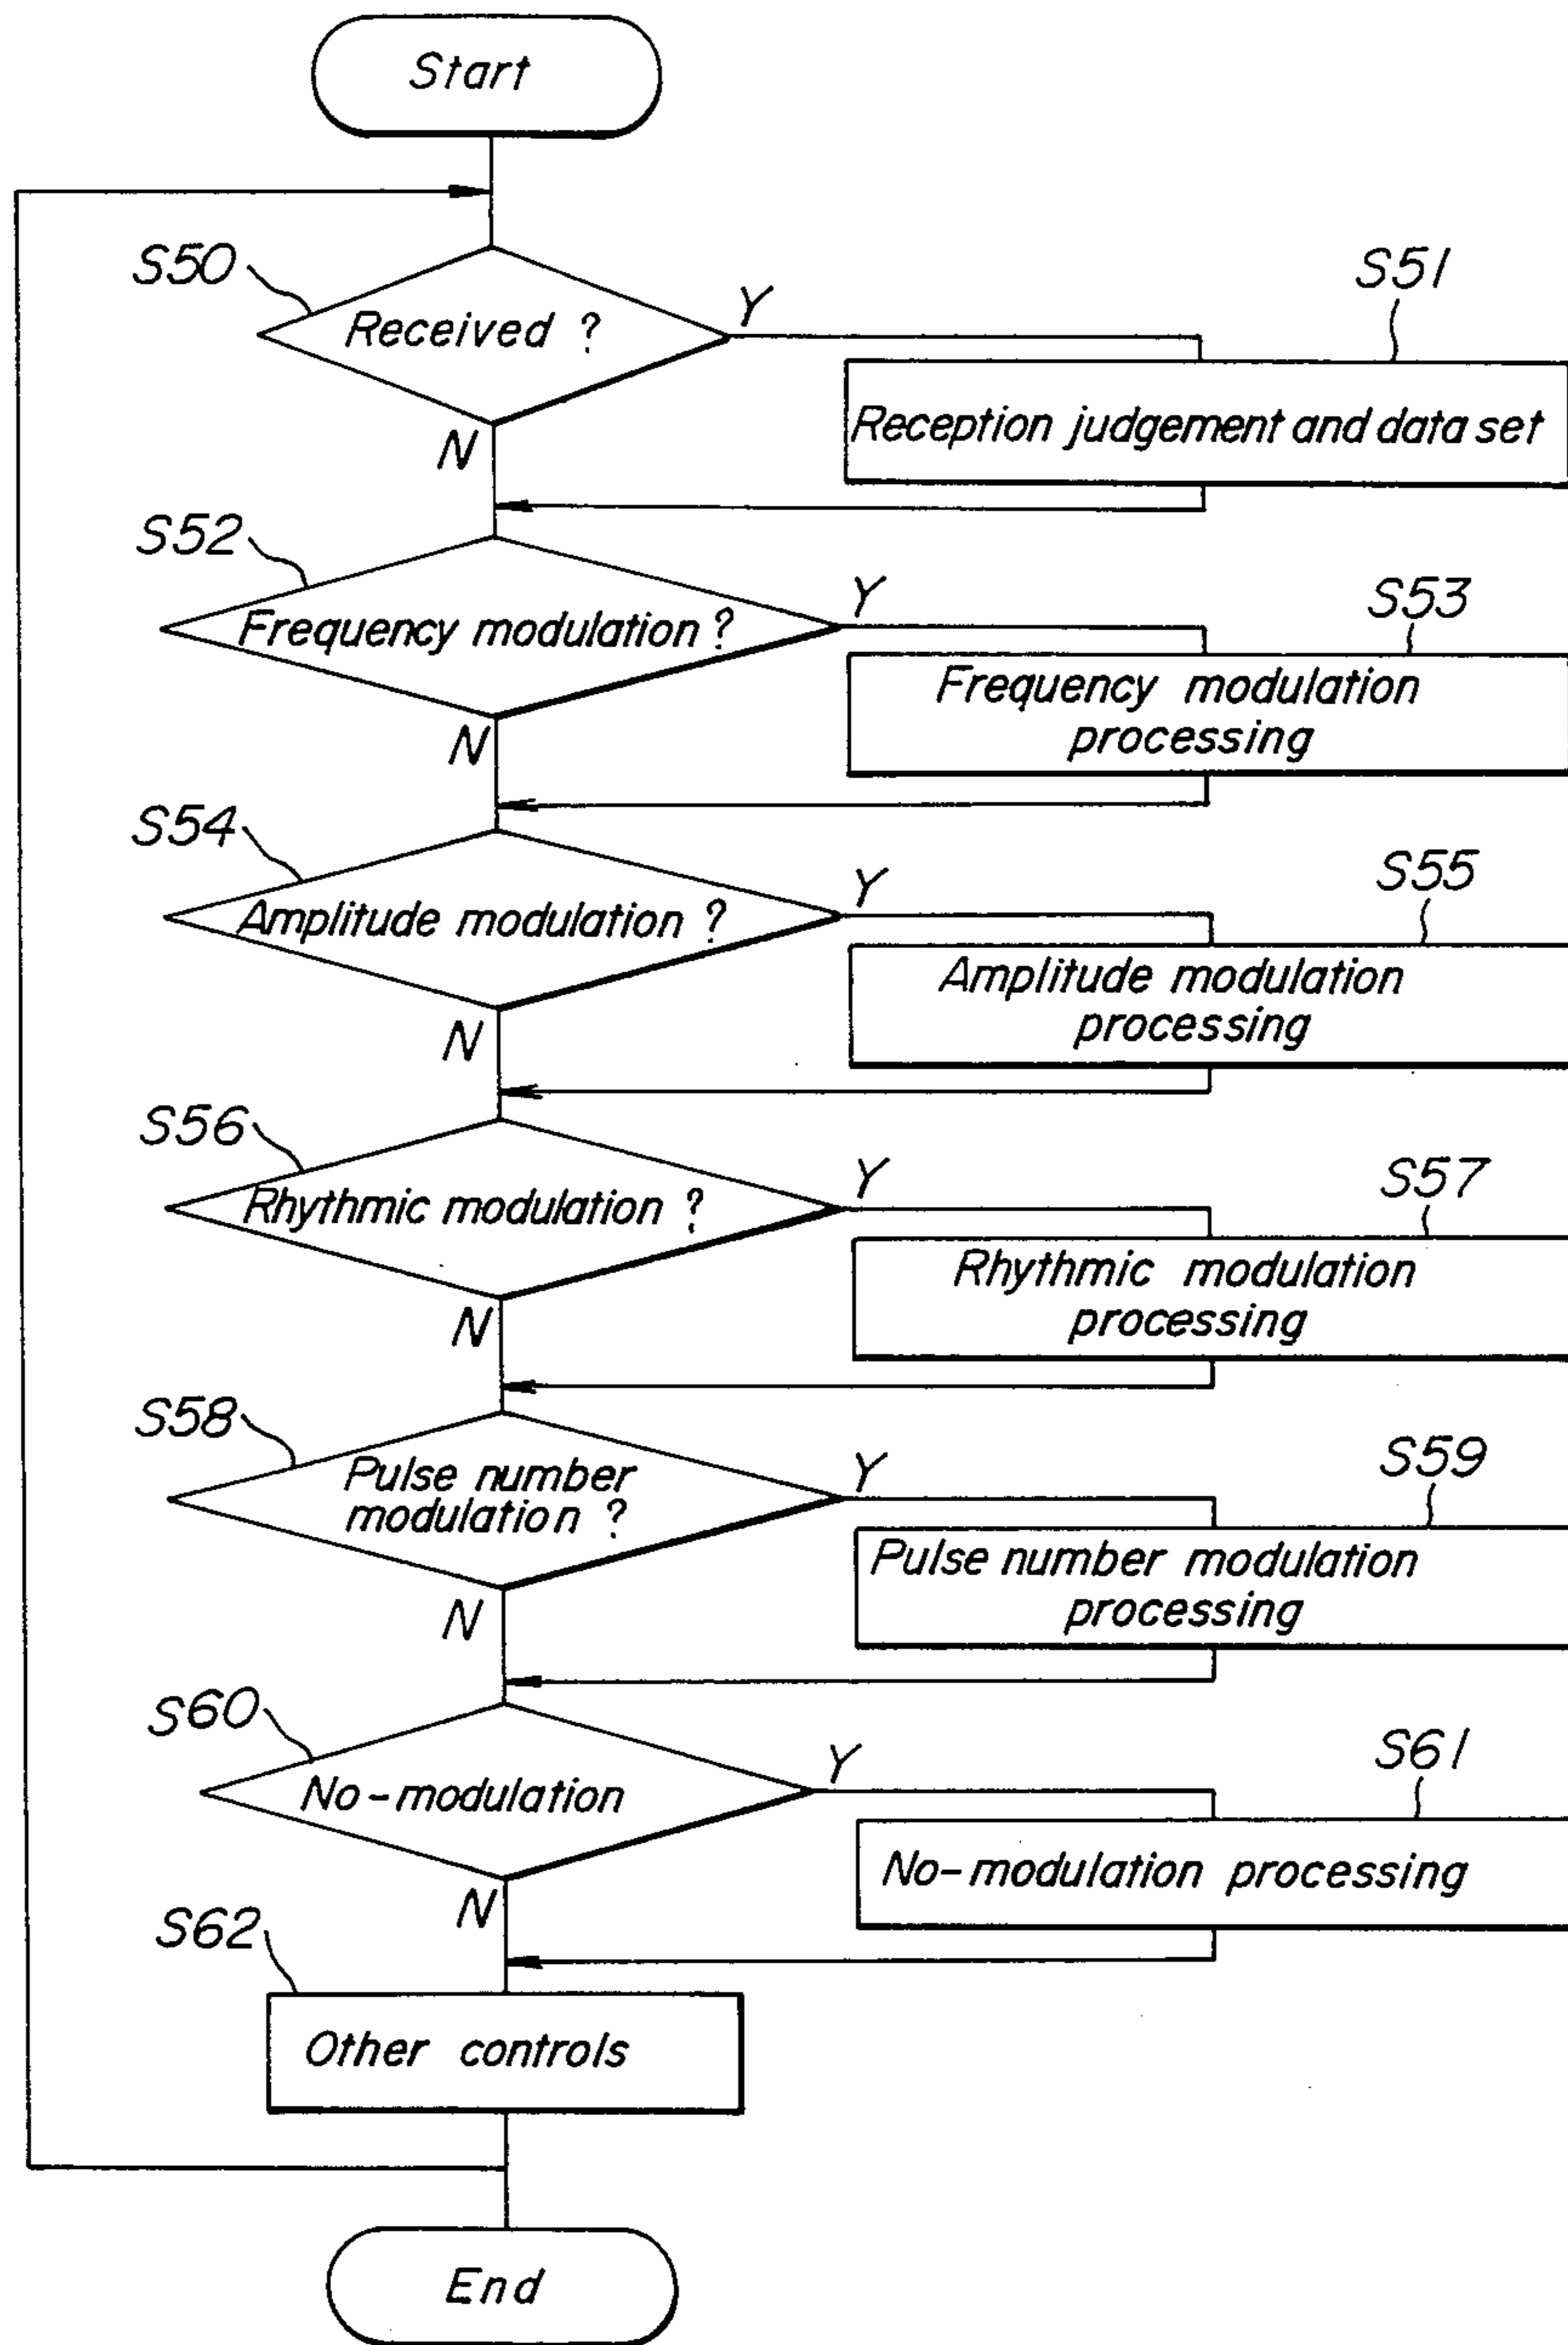 Start
S50
Received ?
Y
S51
Reception judgement and data set
N
S52
Frequency modulation ?
Y
S53
Frequency modulation
processing
N
S54
Amplitude modulation ?
Y
S55
Amplitude modulation
processing
N
S56
Rhythmic modulation ?
Y
S57
Rhythmic modulation
processing
N
S58
Pulse number
modulation ?
Y
S59
Pulse number modulation
processing
N
S60
No-modulation
Y
S61
No-modulation processing
N
S62
Other controls
End